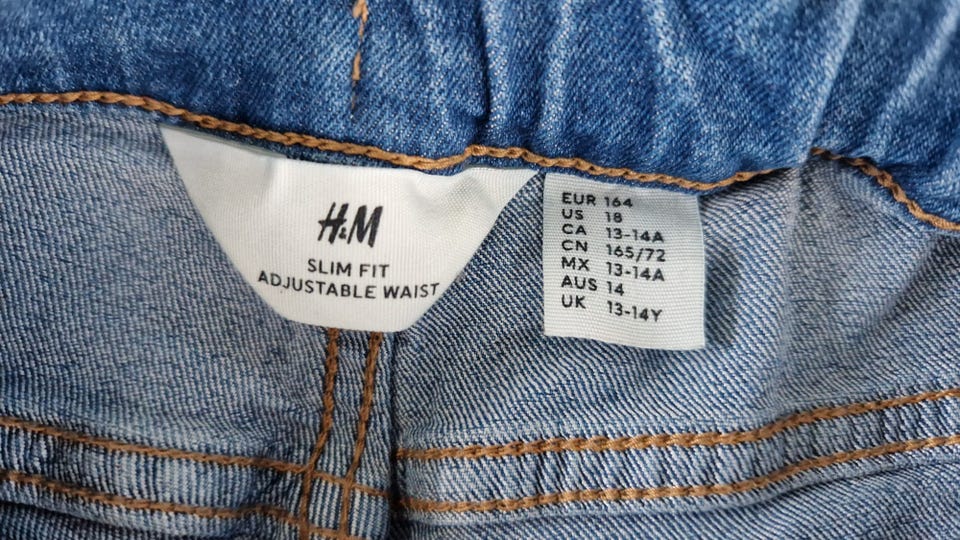 H&M
SLIM FIT
ADJUSTABLE WAIST
EUR 164
US 18
CA 13-14A
CN 165/72
MX 13-14A
AUS 14
UK 13-14Y